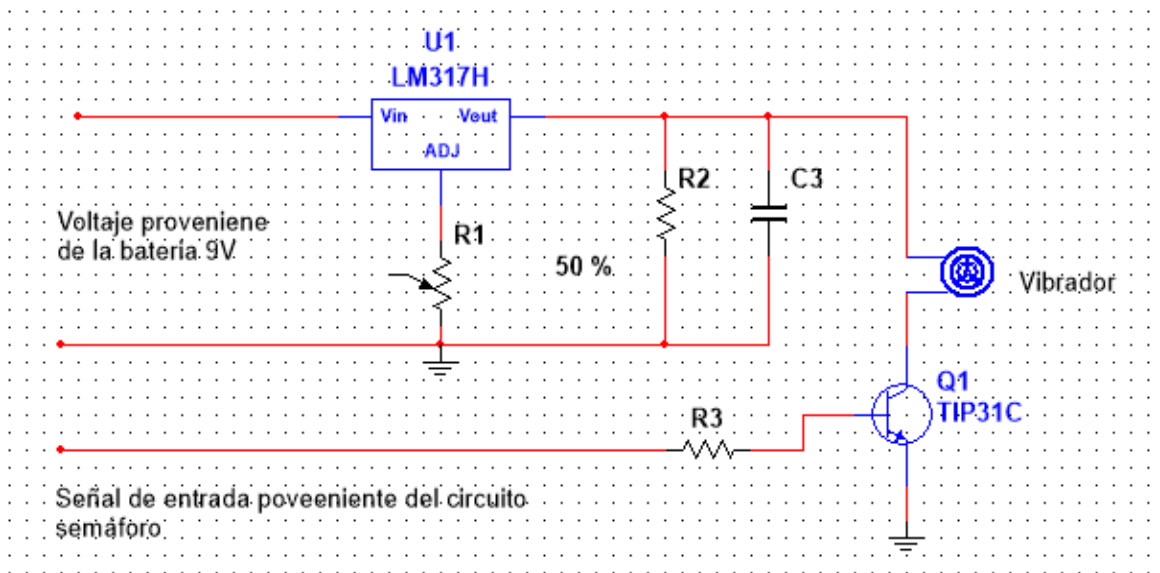 U1
LM317H
Vin Vout
ADJ
R2
C3
Voltaje proveniene
de la batería 9V
R1
50 %
Vibrador
Q1
TIP31C
R3
Señal de entrada poveeniente del circuito
semáforo